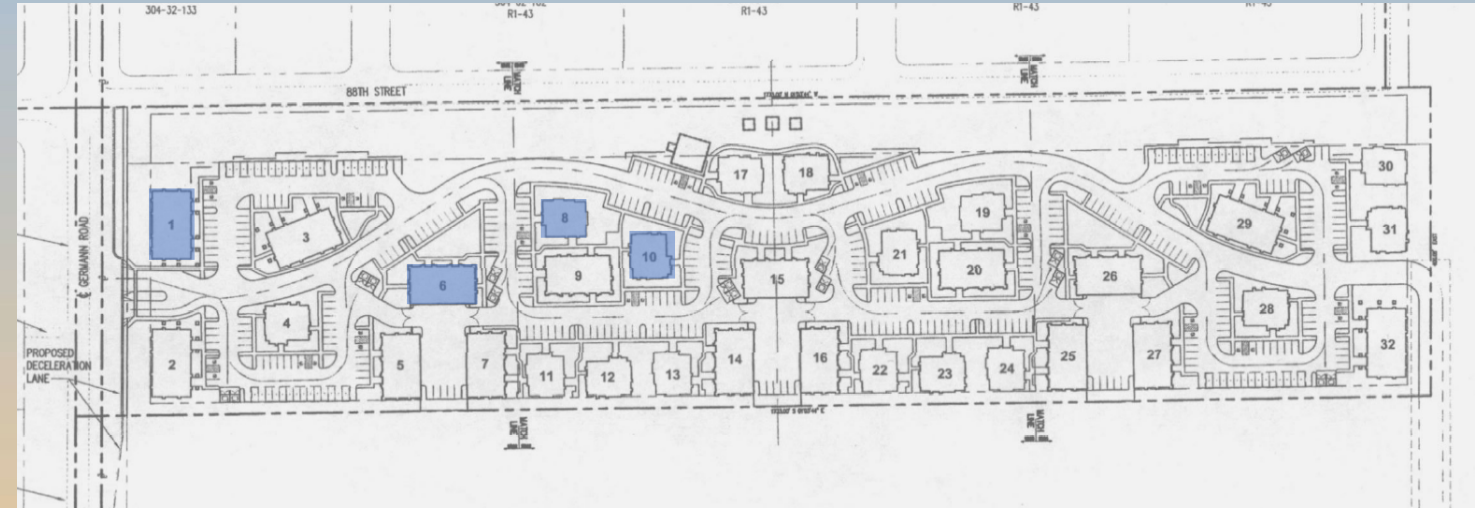 304-32-133
R1-43
R1-43
R1-43
88TH STREET
MATCH
LINE
MATCH
LINE
℄ GERMANN ROAD
PROPOSED
DECELERATION
LANE
1
2
3
4
5
6
7
8
9
10
11
12
13
14
15
16
17
18
19
20
21
22
23
24
25
26
27
28
29
30
31
32
MATCH
LINE
MATCH
LINE